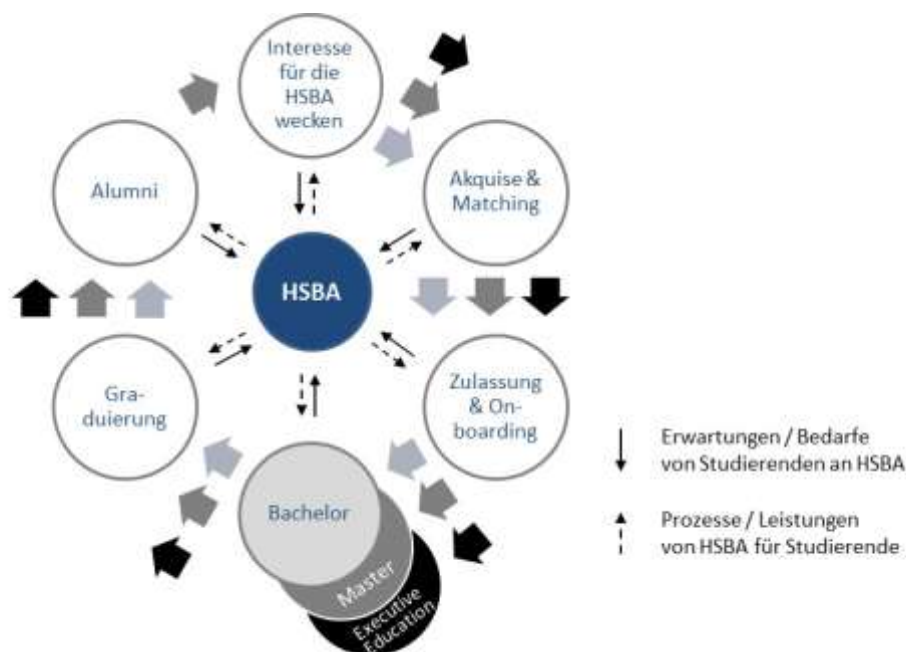 Interesse
für die
HSBA
wecken
Alumni
Akquise &
Matching
HSBA
Gra-
duierung
Zulassung
& On-
boarding
Bachelor
Master
Executive
Education
Erwartungen / Bedarfe
von Studierenden an HSBA
Prozesse / Leistungen
von HSBA für Studierende